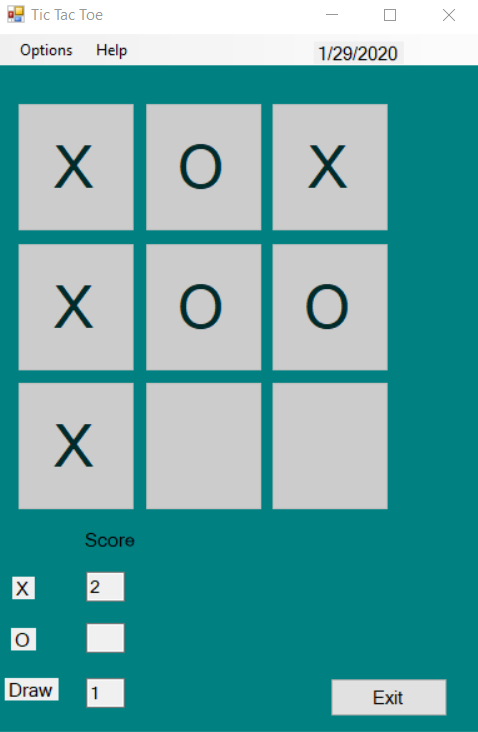 Tic Tac Toe
Options Help 1/29/2020
X O X
X O O
X
Score
X 2
O
Draw 1
Exit